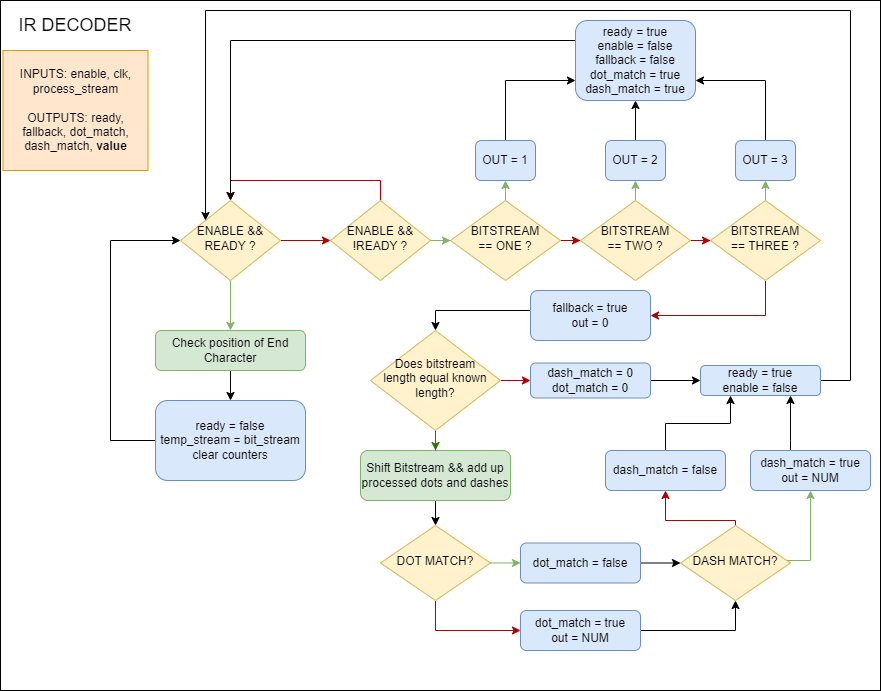 IR DECODER
INPUTS: enable, clk,
process_stream
OUTPUTS: ready,
fallback, dot_match,
dash_match, value
ready = true
enable = false
fallback = false
dot_match = true
dash_match = true
OUT = 1
OUT = 2
OUT = 3
ENABLE &&
READY ?
ENABLE &&
!READY ?
BITSTREAM
== ONE ?
BITSTREAM
== TWO ?
BITSTREAM
== THREE ?
Check position of End
Character
ready = false
temp_stream = bit_stream
clear counters
fallback = true
out = 0
Does bitstream
length equal known
length?
dash_match = 0
dot_match = 0
ready = true
enable = false
Shift Bitstream && add up
processed dots and dashes
dash_match = false
dash_match = true
out = NUM
DOT MATCH?
dot_match = false
DASH MATCH?
dot_match = true
out = NUM